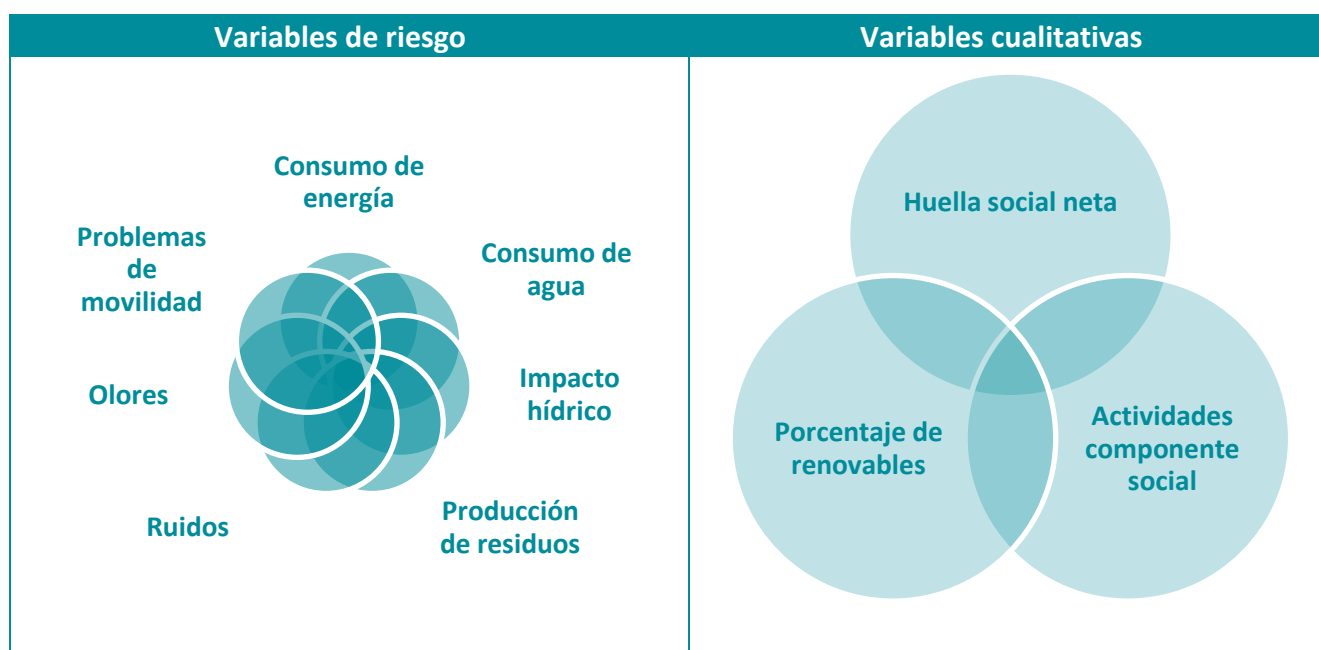 Variables de riesgo
Consumo de
energía
Consumo de
agua
Impacto
hídrico
Producción
de residuos
Ruidos
Olores
Problemas
de
movilidad
Variables cualitativas
Huella social neta
Actividades
componente
social
Porcentaje de
renovables